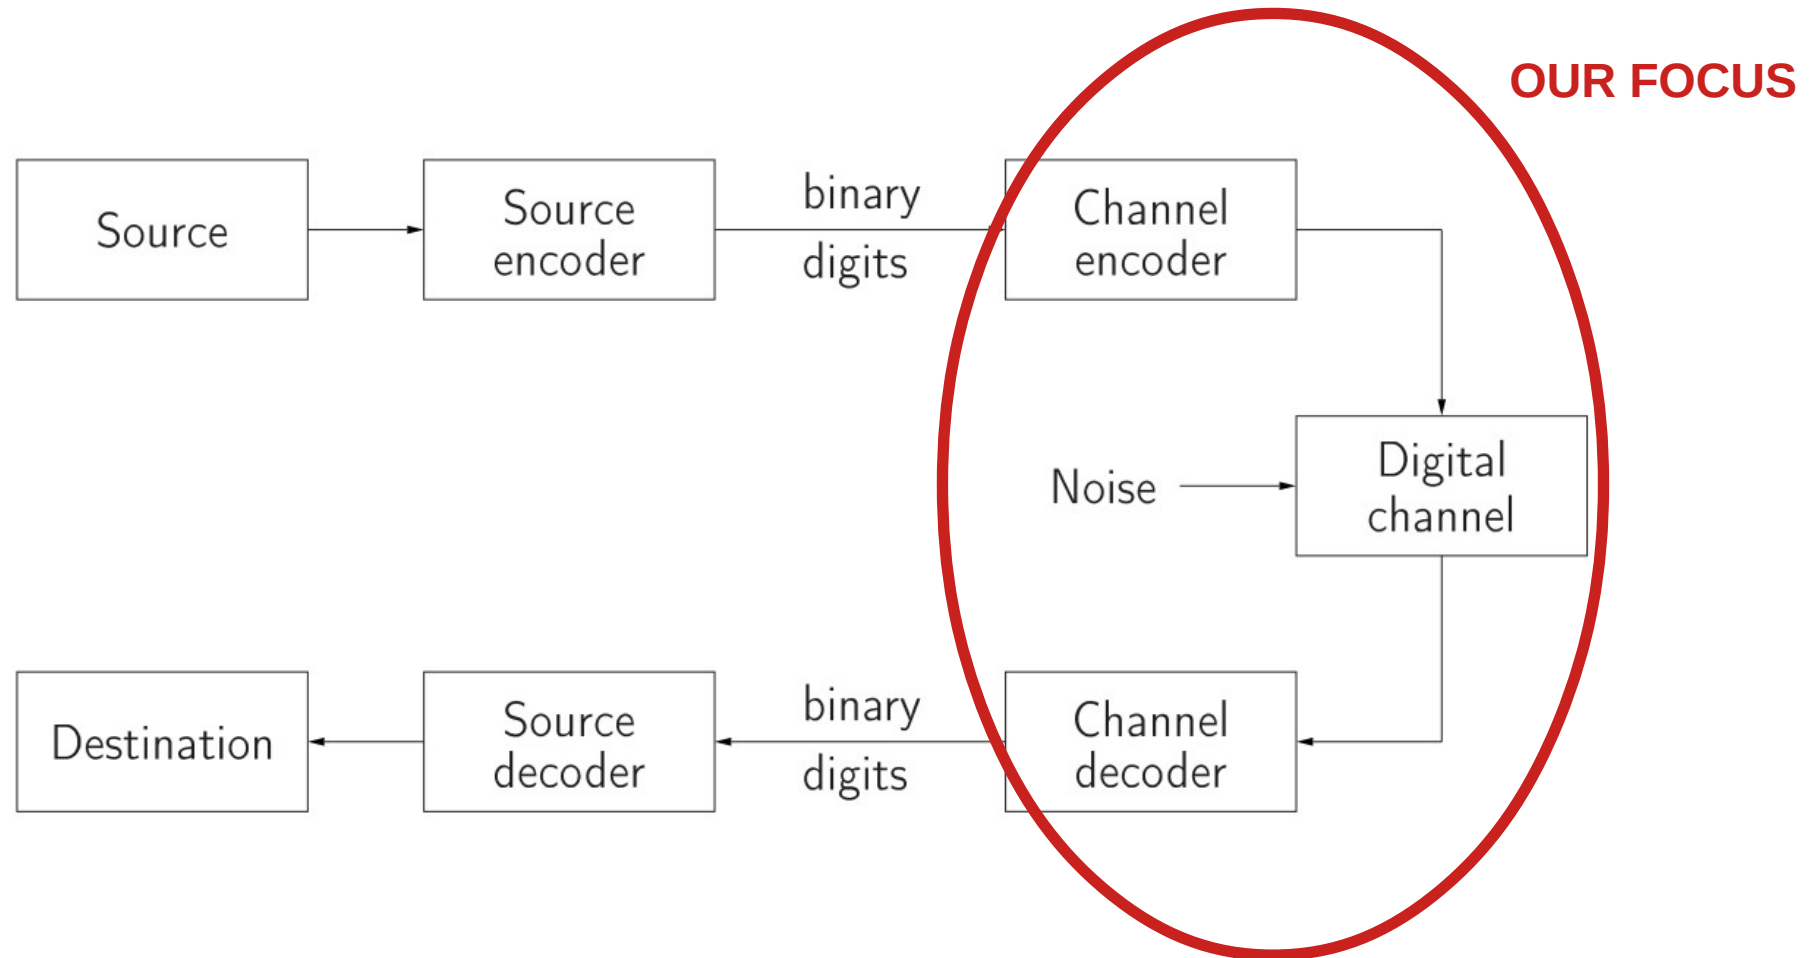 OUR FOCUS
Source
Source
encoder
binary
digits
Channel
encoder
Noise
Digital
channel
Destination
Source
decoder
binary
digits
Channel
decoder